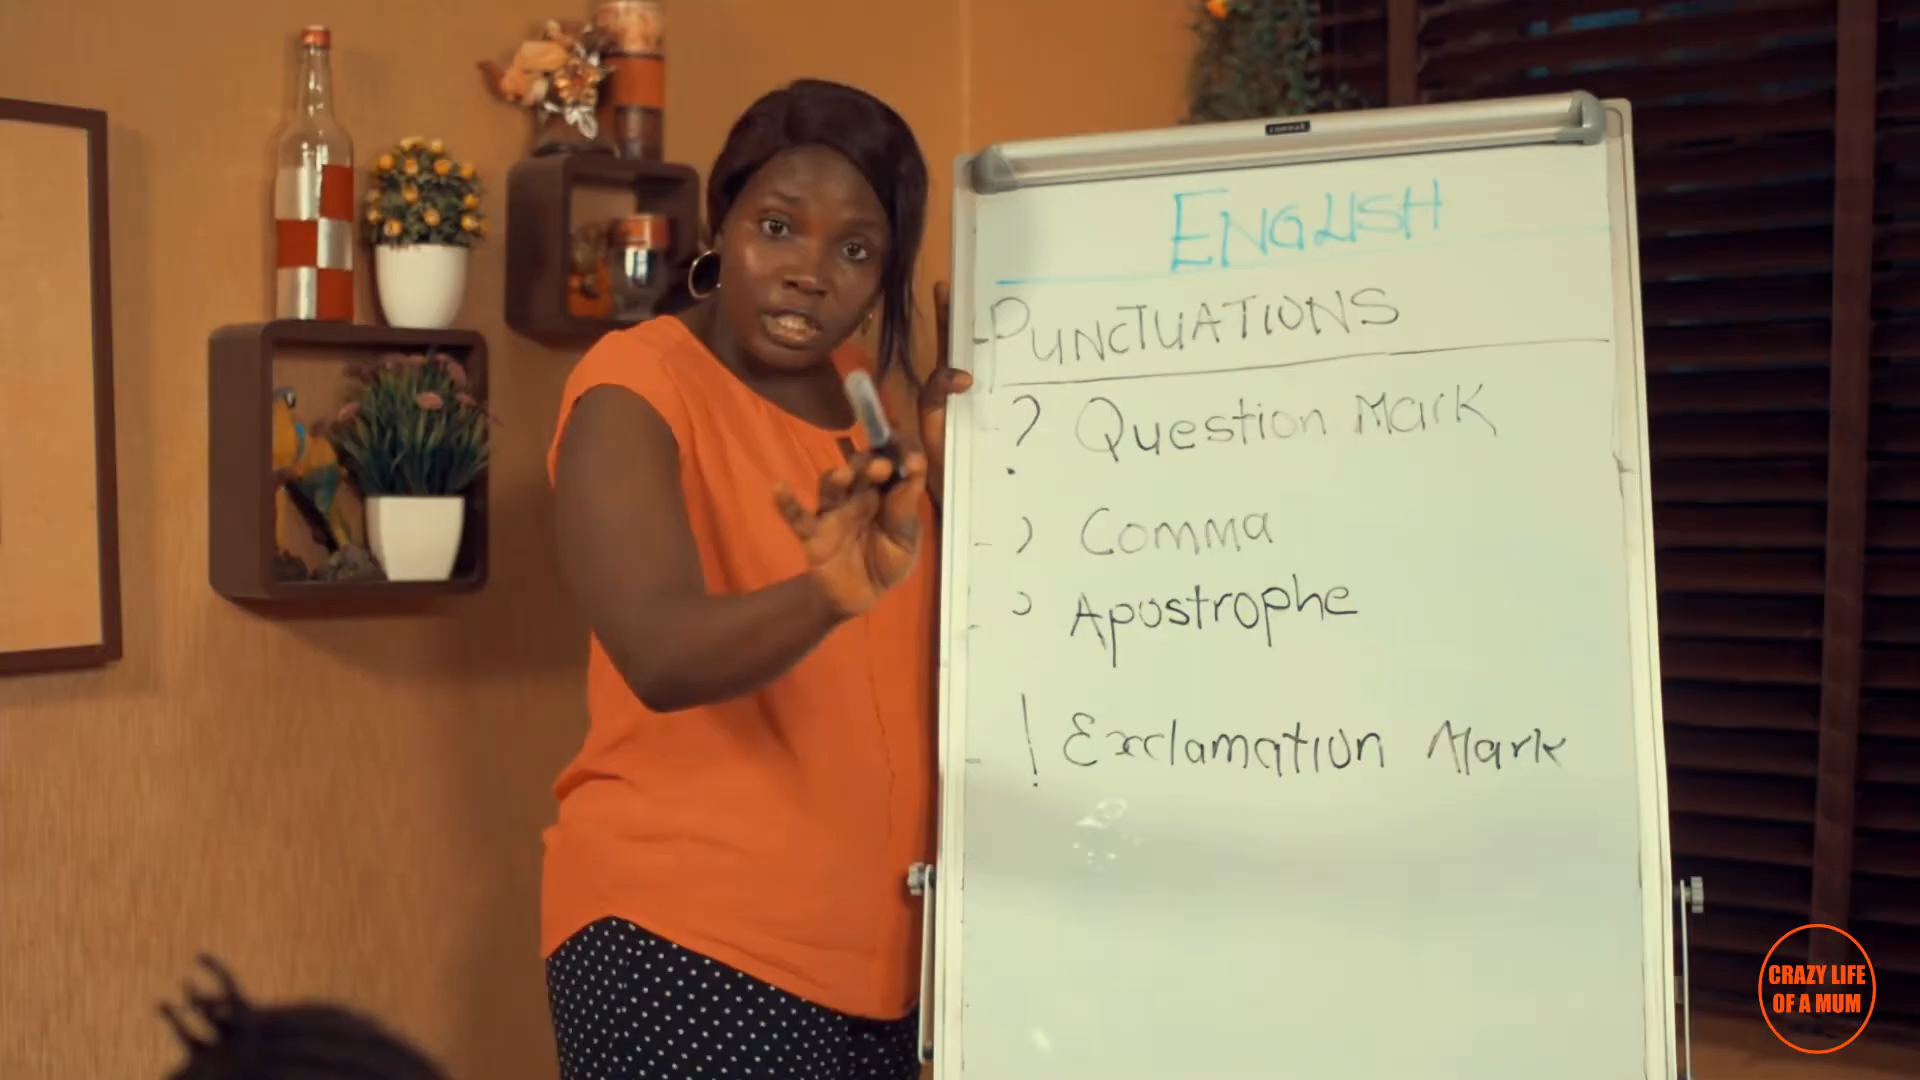 ENGLISH
PUNCTUATIONS
? Question Mark
, Comma
, Apostrophe
! Exclamation Mark
CRAZY LIFE
OF A MUM